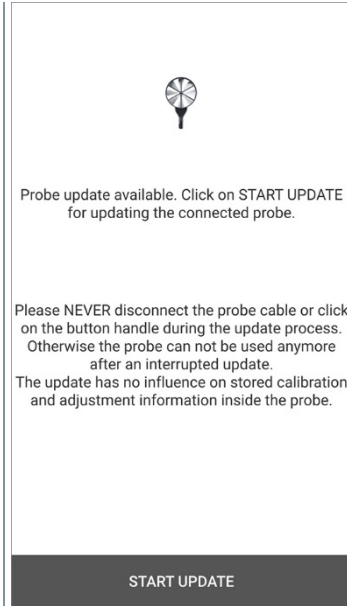 Probe update available. Click on START UPDATE
for updating the connected probe.
Please NEVER disconnect the probe cable or click
on the button handle during the update process.
Otherwise the probe can not be used anymore
after an interrupted update.
The update has no influence on stored calibration
and adjustment information inside the probe.
START UPDATE